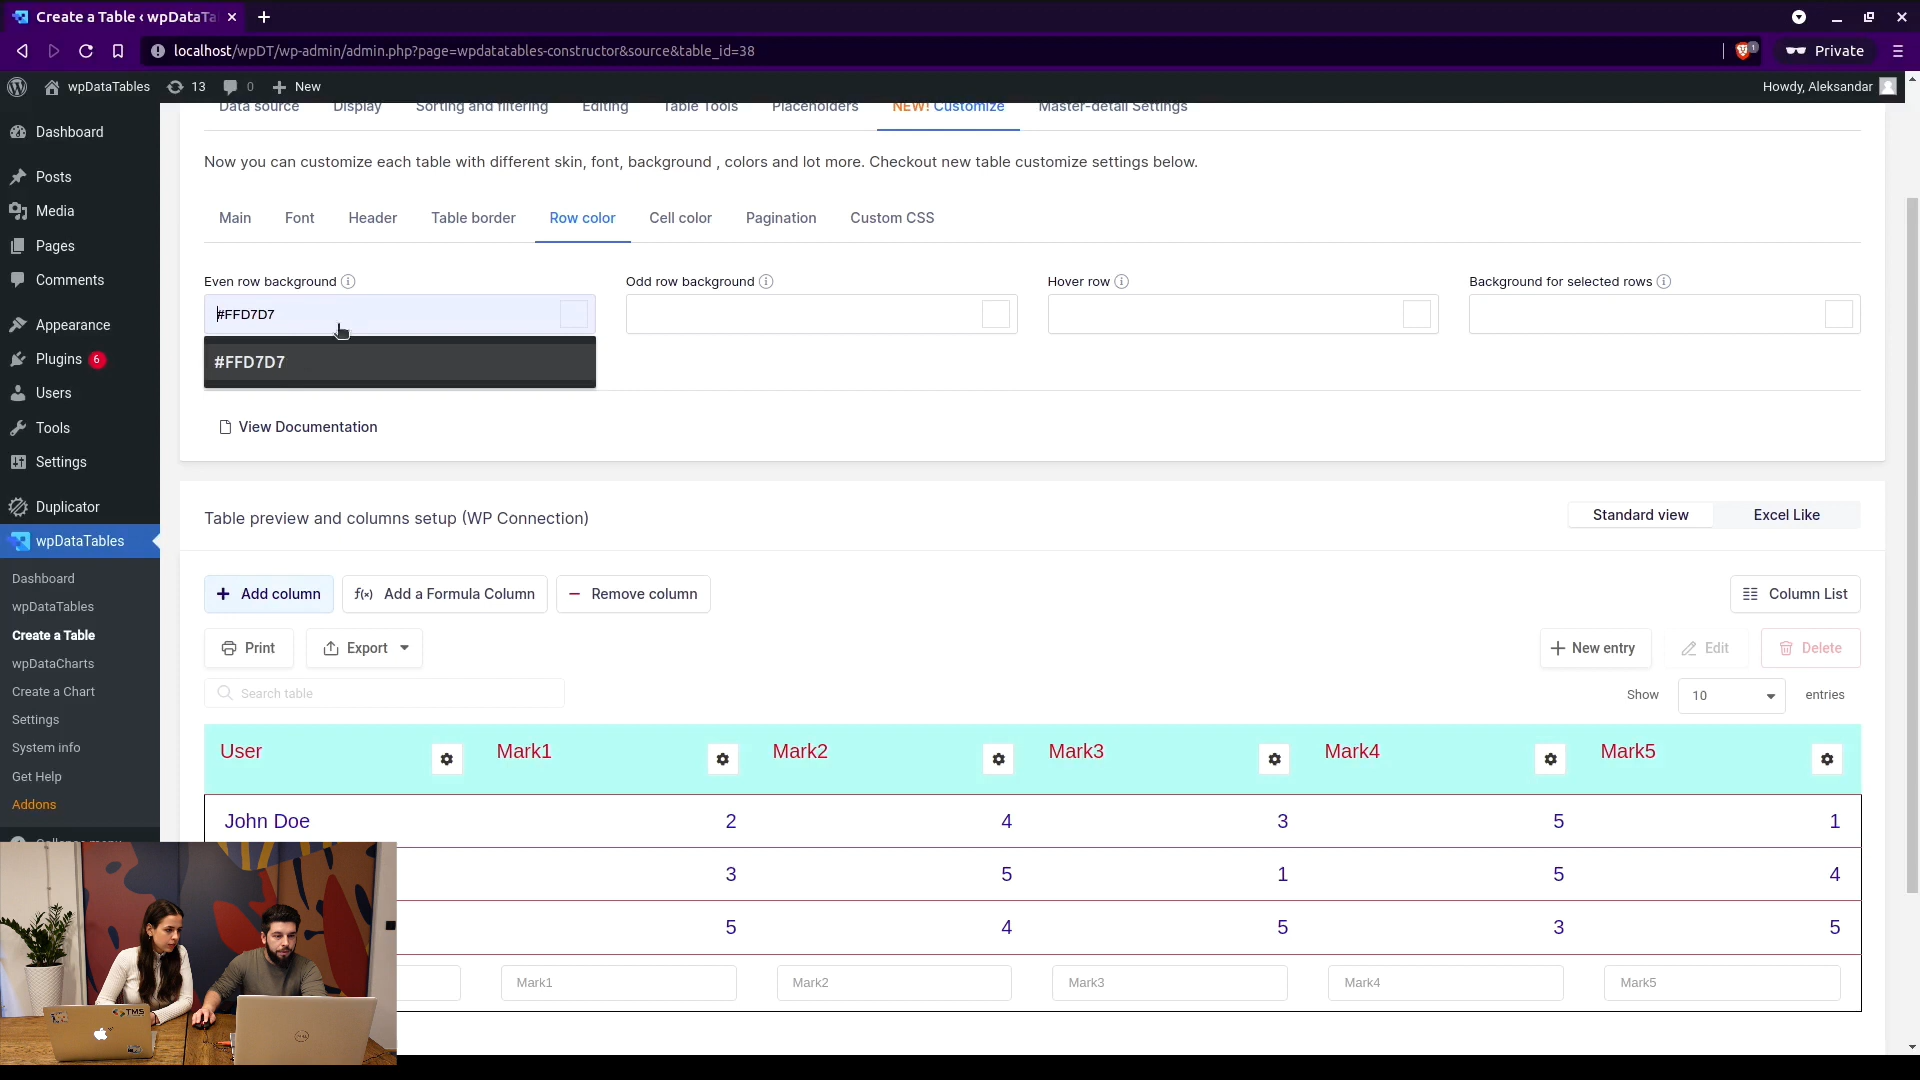 Create a Table ‹ wpDataTa
localhost/wpDT/wp-admin/admin.php?page=wpdatatables-constructor&source&table_id=38
1
Private
wpDataTables
13
0
New
Howdy, Aleksandar
Data source
Display
Sorting and filtering
Editing
Table Tools
Placeholders
NEW! Customize
Master-detail Settings
Now you can customize each table with different skin, font, background , colors and lot more. Checkout new table customize settings below.
Main
Font
Header
Table border
Row color
Cell color
Pagination
Custom CSS
Even row background
Odd row background
Hover row
Background for selected rows
#FFD7D7
#FFD7D7
View Documentation
Dashboard
Posts
Media
Pages
Comments
Appearance
Plugins 6
Users
Tools
Settings
Duplicator
wpDataTables
Dashboard
wpDataTables
Create a Table
wpDataCharts
Create a Chart
Settings
System info
Get Help
Addons
Collapse menu
Table preview and columns setup (WP Connection)
Standard view
Excel Like
Add column
f(x) Add a Formula Column
Remove column
Column List
Print
Export
New entry
Edit
Delete
Search table
Show 10 entries
User Mark1 Mark2 Mark3 Mark4 Mark5
John Doe 2 4 3 5 1
3 5 1 5 4
5 4 5 3 5
Mark1 Mark2 Mark3 Mark4 Mark5
TMS